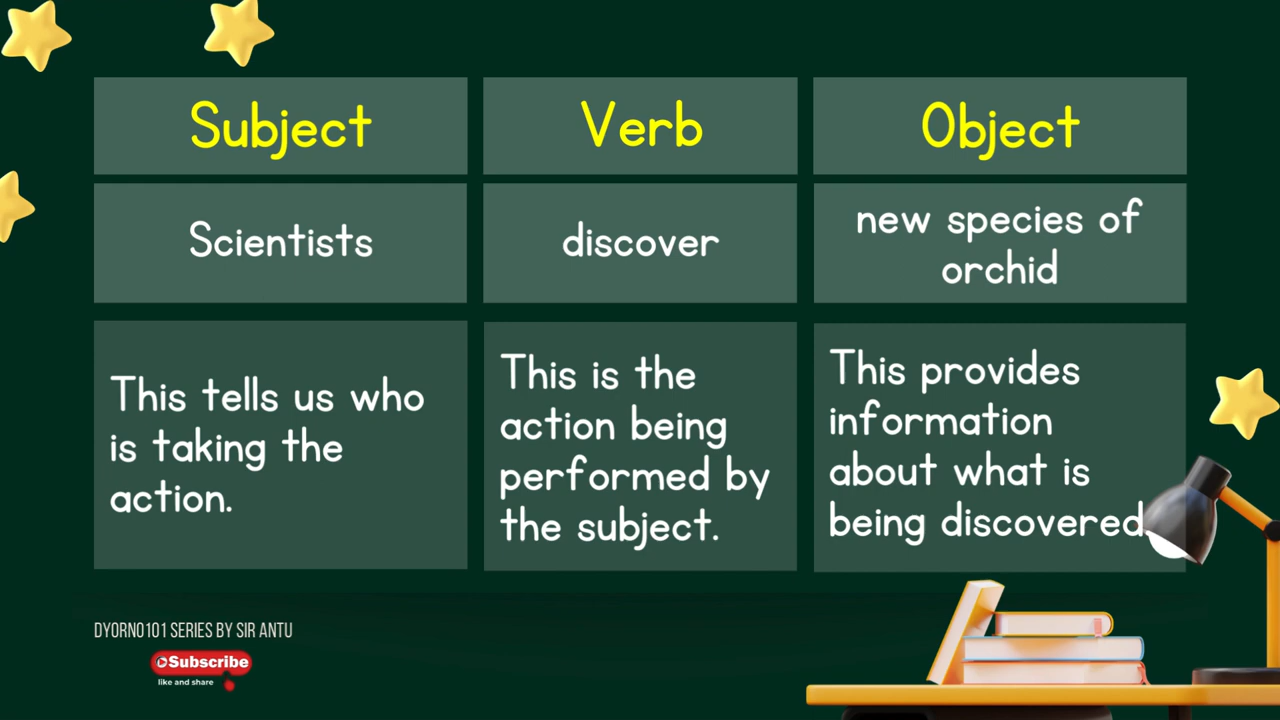 Subject
Verb
Object
Scientists
discover
new species of
orchid
This tells us who
is taking the
action.
This is the
action being
performed by
the subject.
This provides
information
about what is
being discovered.
DYORNO101 SERIES BY SIR ANTU
Subscribe
like and share